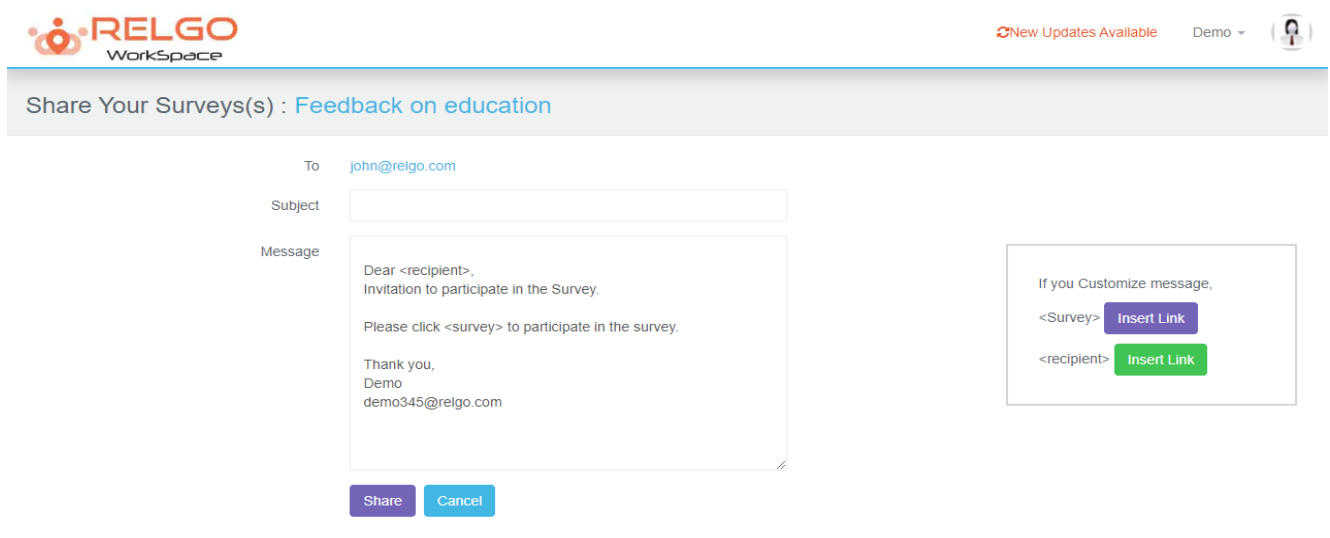 RELGO
WorkSpace
New Updates Available
Demo
Share Your Surveys(s) : Feedback on education
To john@relgo.com
Subject
Message
Dear <recipient>,
Invitation to participate in the Survey.
Please click <survey> to participate in the survey.
Thank you,
Demo
demo345@relgo.com
If you Customize message,
<Survey> Insert Link
<recipient> Insert Link
Share Cancel